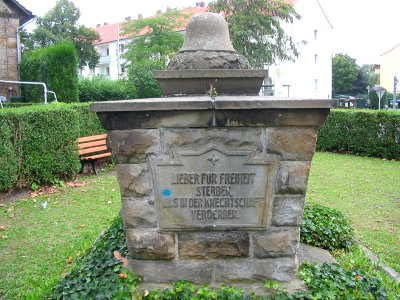 LIEBER FÜR FREIHEIT
STERBEN,
ALS IN DER KNECHTSCHAFT
VERDERBEN.